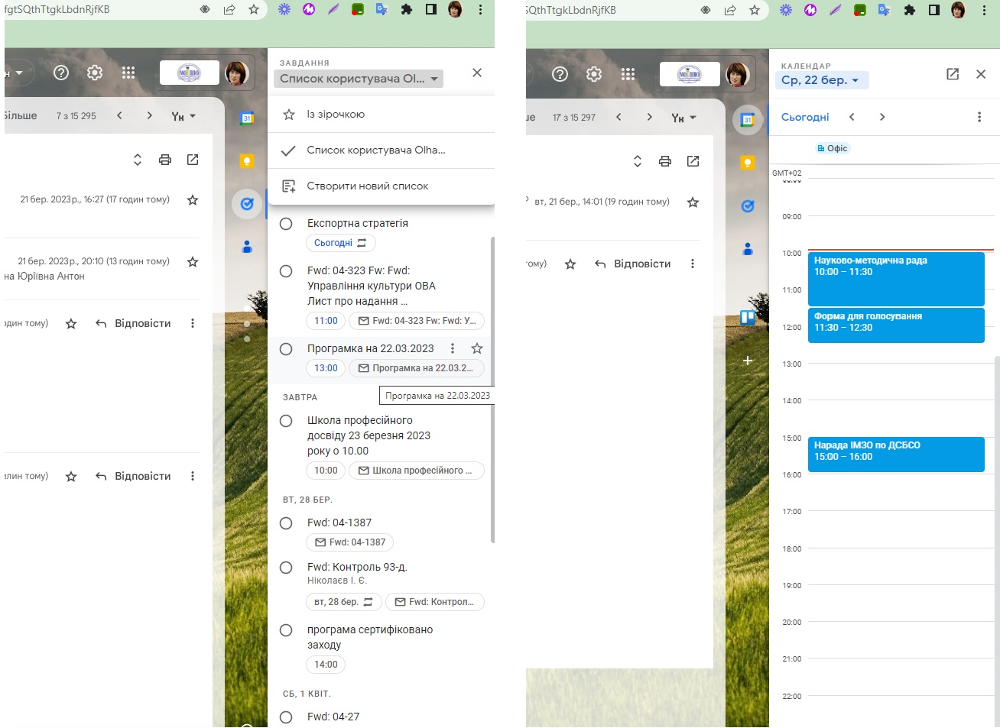 fgtSQthTtgkLbdnRjfKB
ЗАВДАННЯ
Список користувача Ol...
Із зірочкою
Список користувача Olha...
Створити новий список
Більше
7 з 15 295
Ук
21 бер. 2023 р., 16:27 (17 годин тому)
21 бер. 2023 р., 20:10 (13 годин тому)
на Юріївна Антон
один тому)
Відповісти
илин тому)
Відповісти
Експортна стратегія
Сьогодні
Fwd: 04-323 Fw: Fwd:
Управління культури ОВА
Лист про надання ...
11:00
Fwd: 04-323 Fw: Fwd: У...
Програмка на 22.03.2023
13:00
Програмка на 22.03.2...
Програмка на 22.03.2023
ЗАВТРА
Школа професійного
досвіду 23 березня 2023
року о 10.00
10:00
Школа професійного ...
ВТ, 28 БЕР.
Fwd: 04-1387
Fwd: 04-1387
Fwd: Контроль 93-д.
Ніколаєв І. Є.
вт, 28 бер.
Fwd: Контрол...
програма сертифіковано
заходу
14:00
СБ, 1 КВІТ.
Fwd: 04-27
SQthTtgkLbdnRjfKB
КАЛЕНДАР
Ср, 22 бер.
Сьогодні
Офіс
GMT+02
ше
17 з 15 297
Ук
вт, 21 бер., 14:01 (19 годин тому)
ому)
Відповісти
09:00
10:00
Науково-методична рада
10:00 – 11:30
11:00
Форма для голосування
11:30 – 12:30
12:00
13:00
14:00
15:00
Нарада ІМЗО по ДСБСО
15:00 – 16:00
16:00
17:00
18:00
19:00
20:00
21:00
22:00